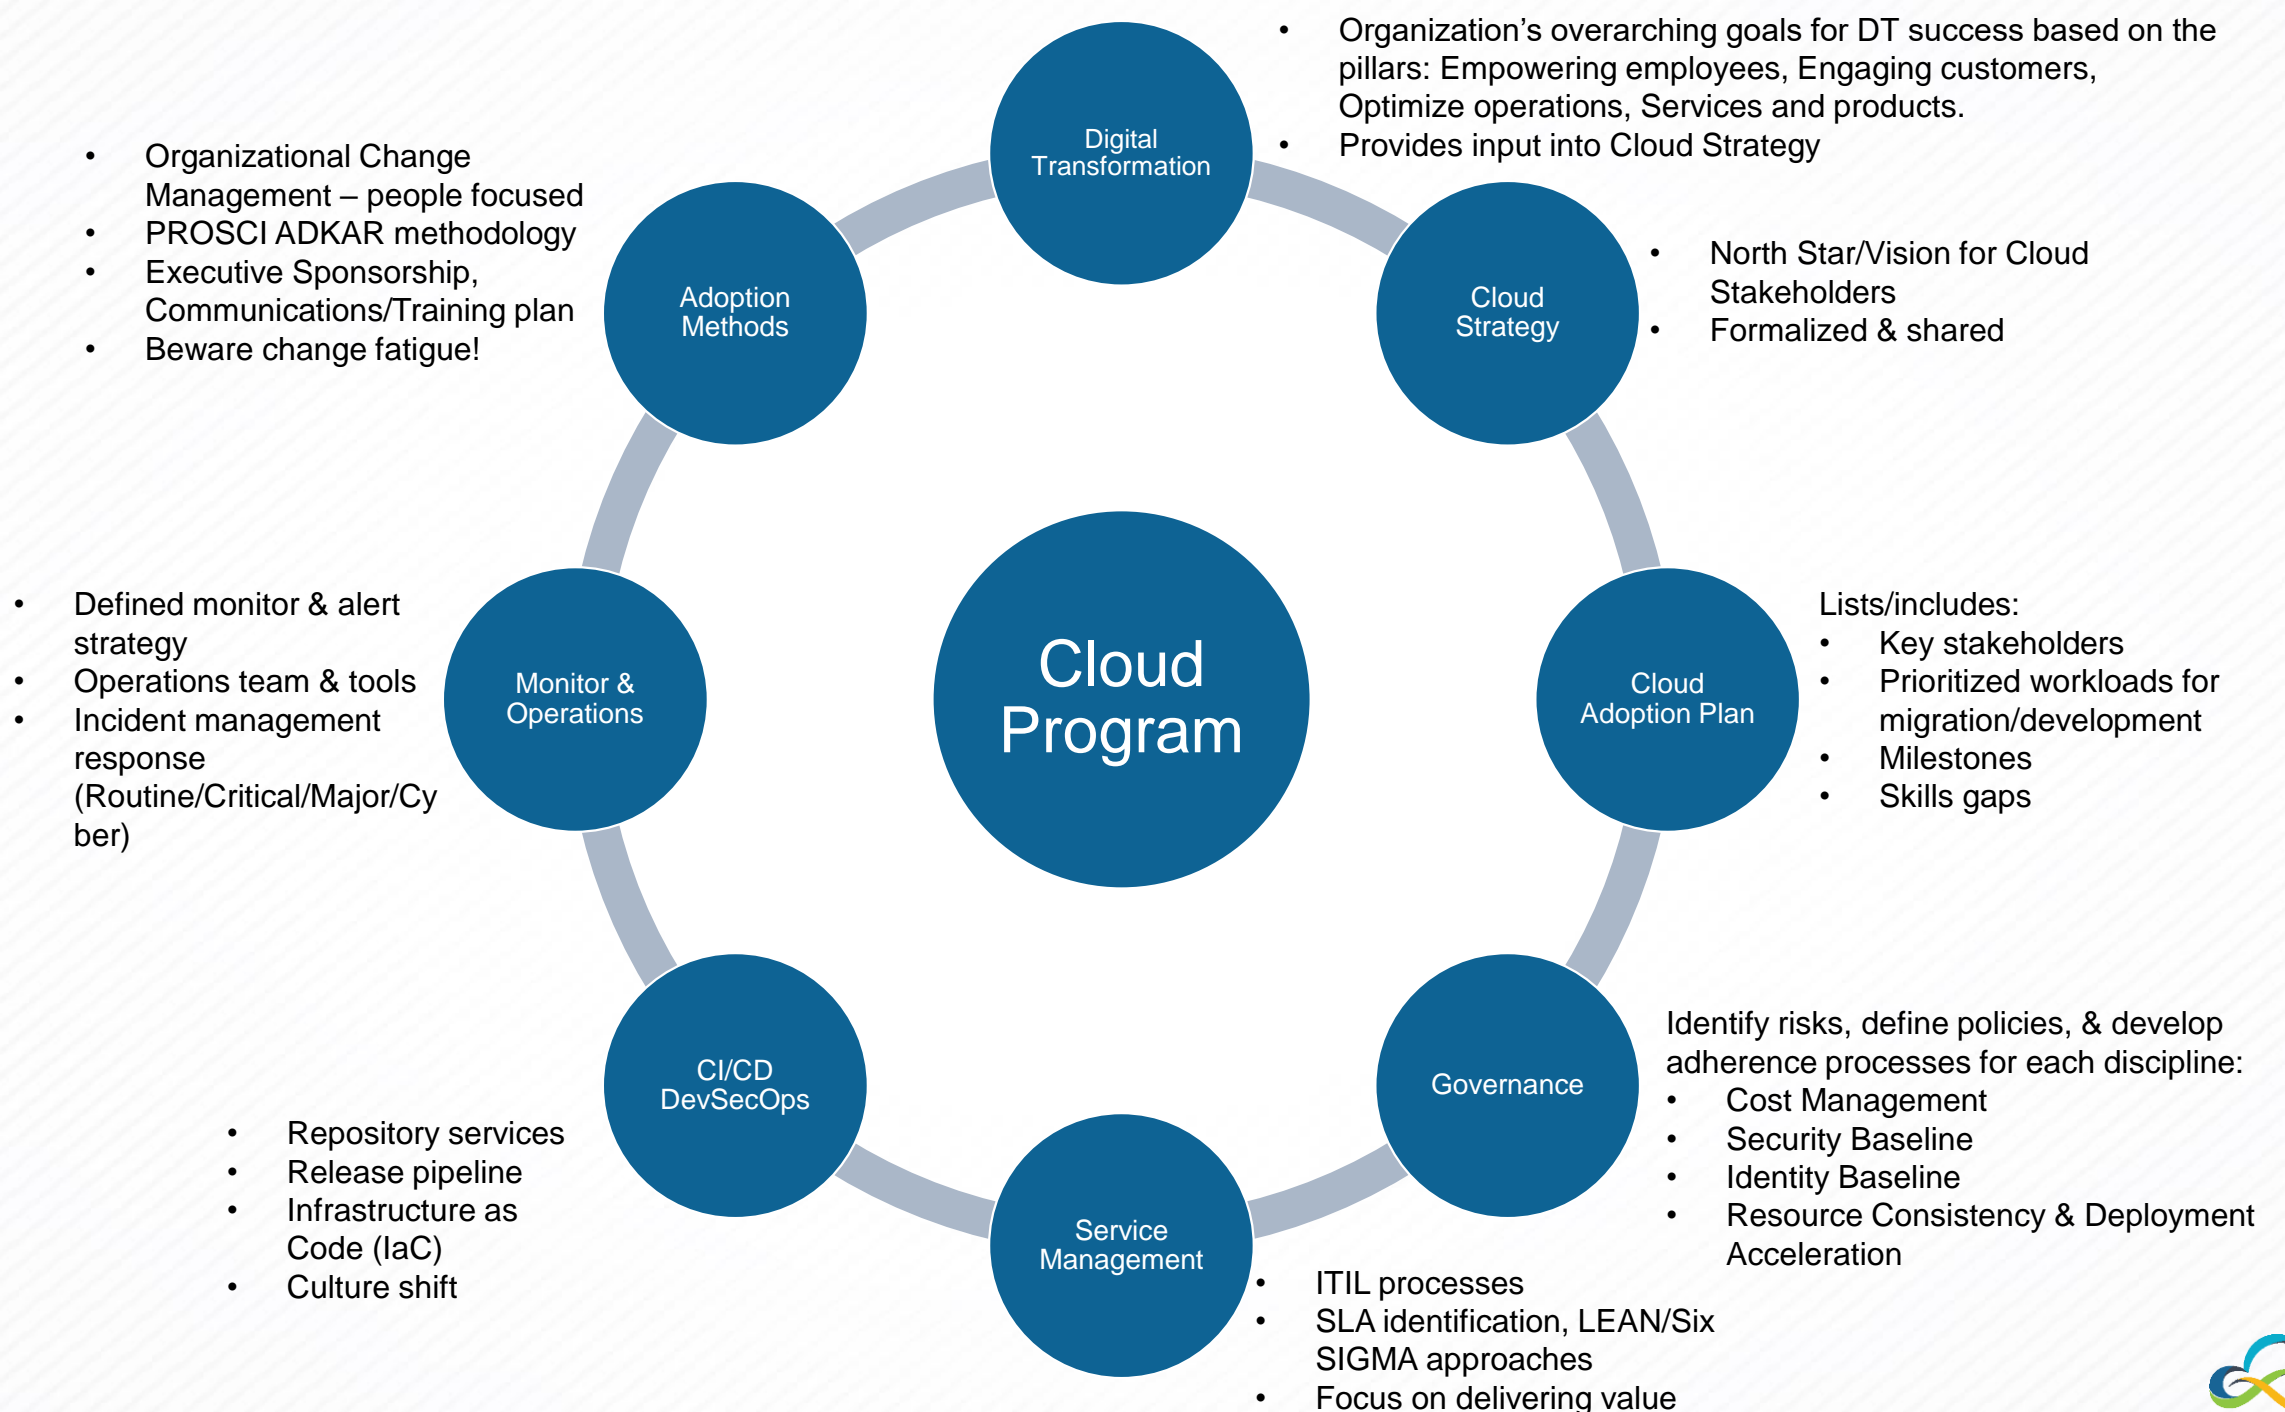 • Organization’s overarching goals for DT success based on the
pillars: Empowering employees, Engaging customers,
Optimize operations, Services and products.
• Provides input into Cloud Strategy
Digital
Transformation
• North Star/Vision for Cloud
Stakeholders
• Formalized & shared
Cloud
Strategy
Lists/includes:
• Key stakeholders
• Prioritized workloads for
migration/development
• Milestones
• Skills gaps
Cloud
Adoption Plan
Identify risks, define policies, & develop
adherence processes for each discipline:
• Cost Management
• Security Baseline
• Identity Baseline
• Resource Consistency & Deployment
Acceleration
Governance
• ITIL processes
• SLA identification, LEAN/Six
SIGMA approaches
• Focus on delivering value
Service
Management
• Repository services
• Release pipeline
• Infrastructure as
Code (IaC)
• Culture shift
CI/CD
DevSecOps
• Defined monitor & alert
strategy
• Operations team & tools
• Incident management
response
(Routine/Critical/Major/Cy
ber)
Monitor &
Operations
• Organizational Change
Management – people focused
• PROSCI ADKAR methodology
• Executive Sponsorship,
Communications/Training plan
• Beware change fatigue!
Adoption
Methods
Cloud
Program